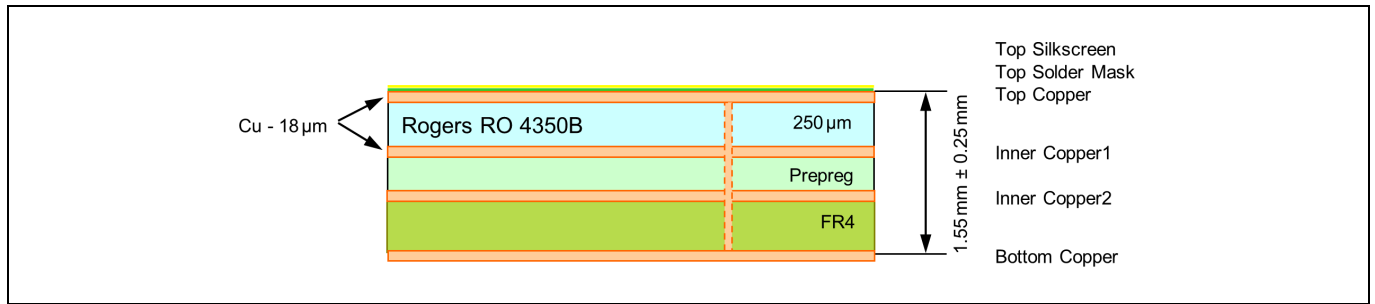 Top Silkscreen
Top Solder Mask
Top Copper
Cu - 18 µm
Rogers RO 4350B
250 µm
1.55 mm ± 0.25 mm
Inner Copper1
Prepreg
Inner Copper2
FR4
Bottom Copper